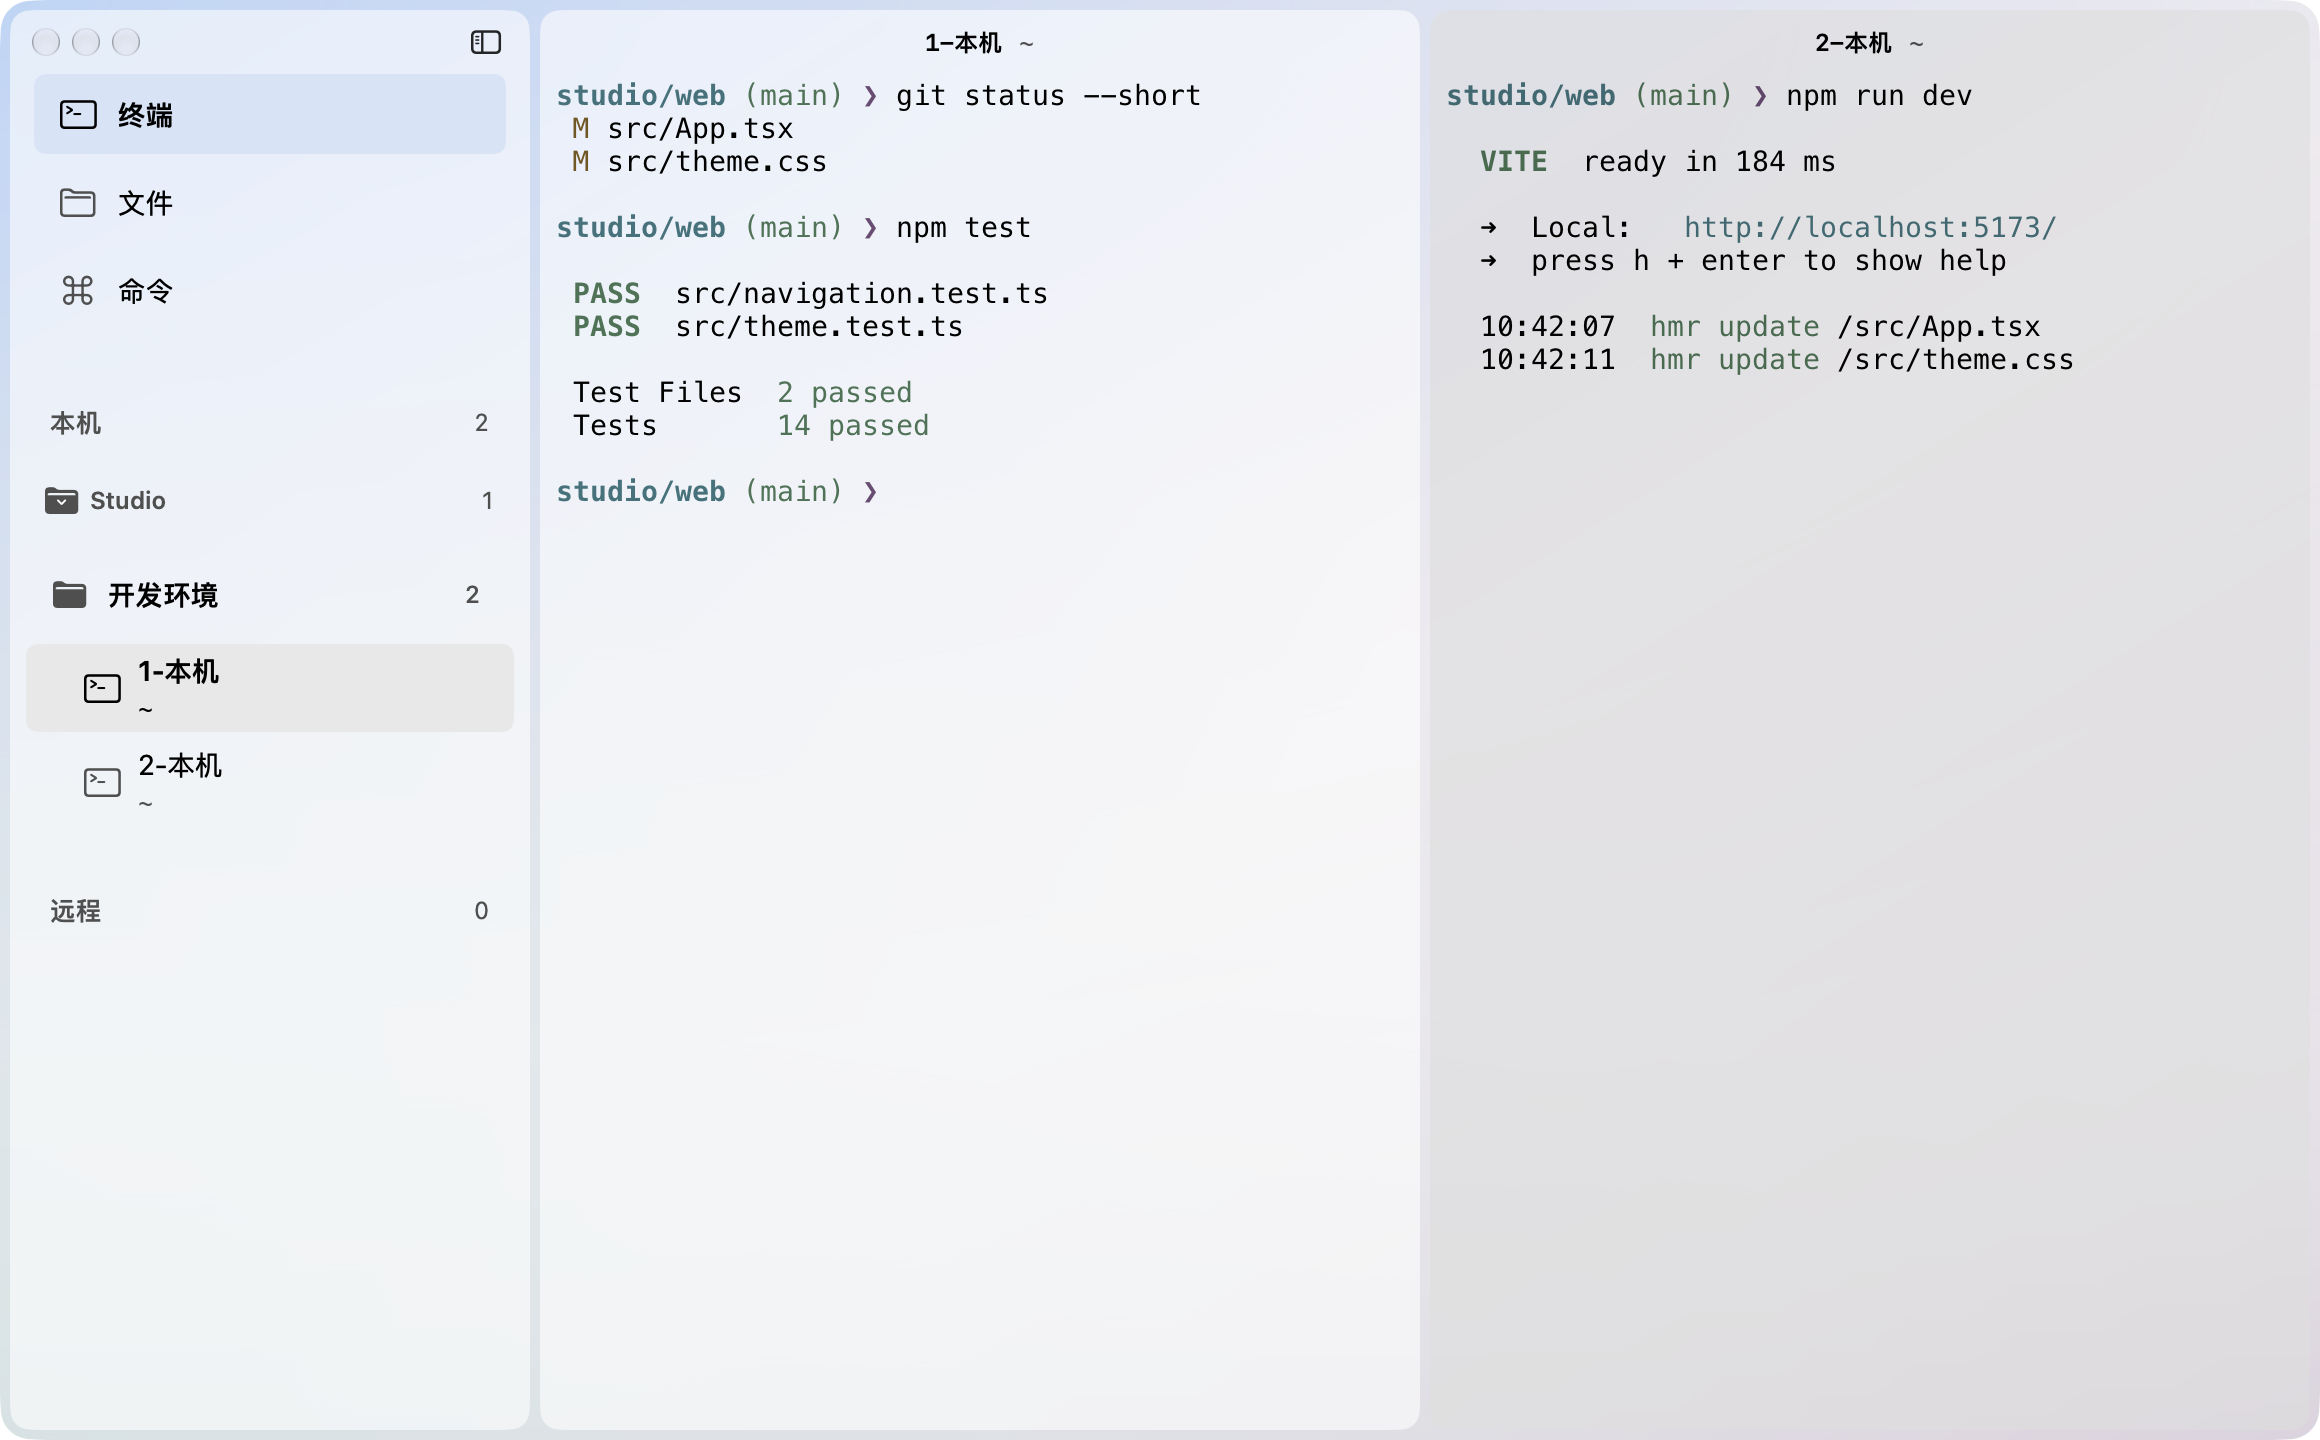 终端
文件
命令
本机 2
Studio 1
开发环境 2
1-本机
~
2-本机
~
远程 0
1-本机 ~
studio/web (main) ❯ git status --short
M src/App.tsx
M src/theme.css
studio/web (main) ❯ npm test
PASS src/navigation.test.ts
PASS src/theme.test.ts
Test Files 2 passed
Tests 14 passed
studio/web (main) ❯
2-本机 ~
studio/web (main) ❯ npm run dev
VITE ready in 184 ms
➜ Local: http://localhost:5173/
➜ press h + enter to show help
10:42:07 hmr update /src/App.tsx
10:42:11 hmr update /src/theme.css